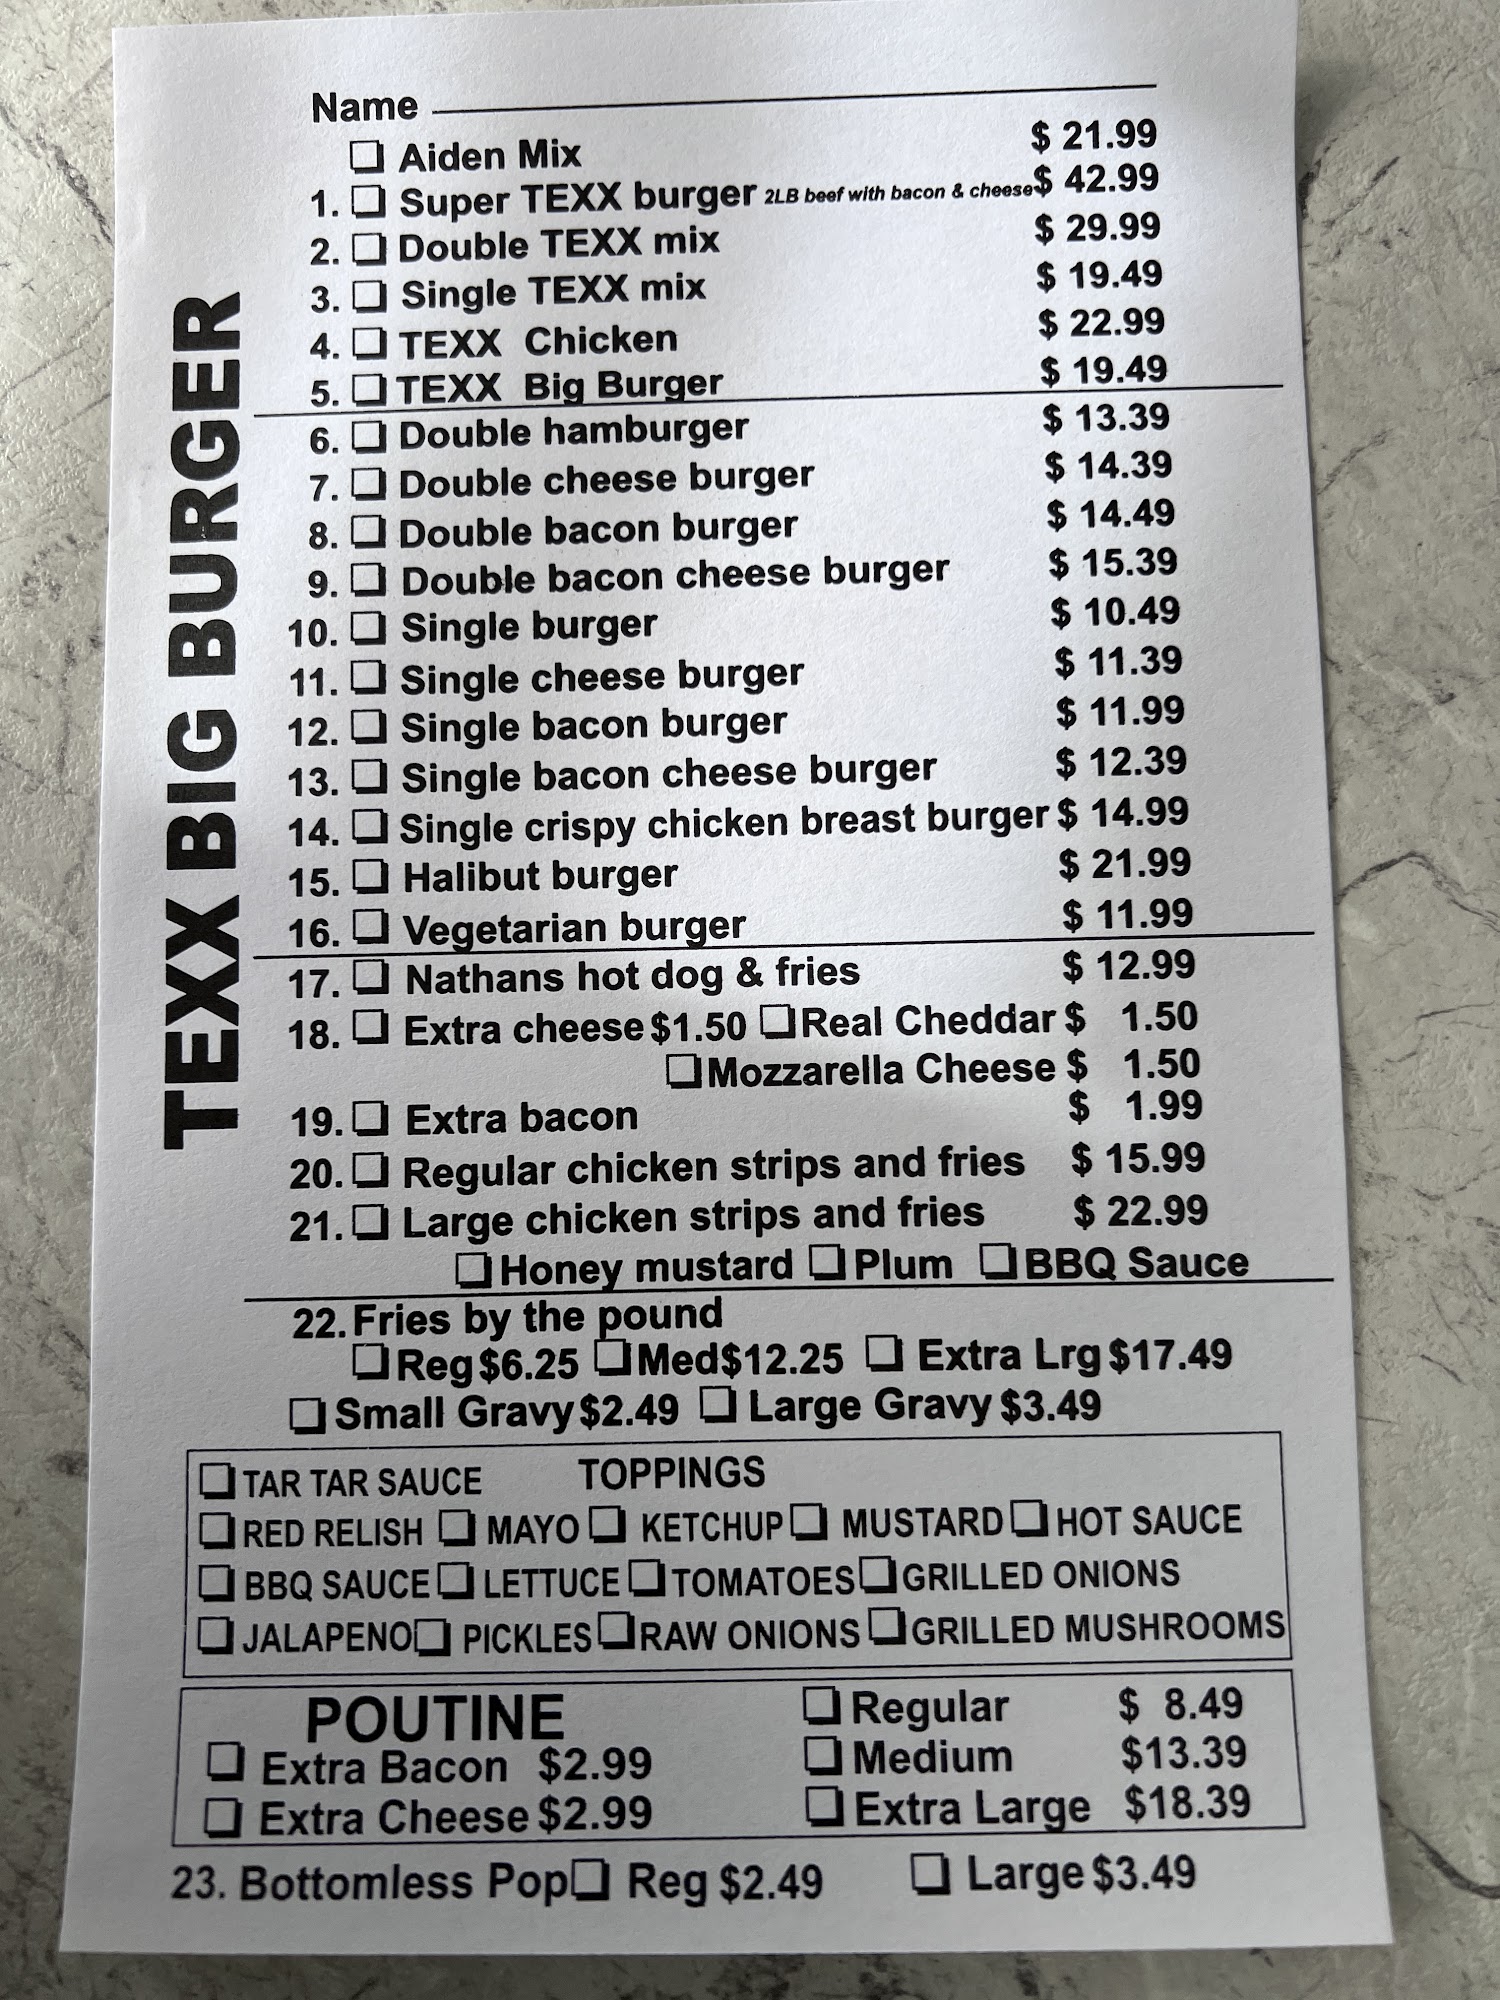 TEXX BIG BURGER
Name
Aiden Mix $ 21.99
1. Super TEXX burger 2LB beef with bacon & cheese $ 42.99
2. Double TEXX mix $ 29.99
3. Single TEXX mix $ 19.49
4. TEXX Chicken $ 22.99
5. TEXX Big Burger $ 19.49
6. Double hamburger $ 13.39
7. Double cheese burger $ 14.39
8. Double bacon burger $ 14.49
9. Double bacon cheese burger $ 15.39
10. Single burger $ 10.49
11. Single cheese burger $ 11.39
12. Single bacon burger $ 11.99
13. Single bacon cheese burger $ 12.39
14. Single crispy chicken breast burger $ 14.99
15. Halibut burger $ 21.99
16. Vegetarian burger $ 11.99
17. Nathans hot dog & fries $ 12.99
18. Extra cheese $1.50 Real Cheddar $ 1.50
Mozzarella Cheese $ 1.50
19. Extra bacon $ 1.99
20. Regular chicken strips and fries $ 15.99
21. Large chicken strips and fries $ 22.99
Honey mustard Plum BBQ Sauce
22. Fries by the pound
Reg $6.25 Med $12.25 Extra Lrg $17.49
Small Gravy $2.49 Large Gravy $3.49
TAR TAR SAUCE TOPPINGS
RED RELISH MAYO KETCHUP MUSTARD HOT SAUCE
BBQ SAUCE LETTUCE TOMATOES GRILLED ONIONS
JALAPENO PICKLES RAW ONIONS GRILLED MUSHROOMS
POUTINE Regular $ 8.49
Extra Bacon $2.99 Medium $13.39
Extra Cheese $2.99 Extra Large $18.39
23. Bottomless Pop Reg $2.49 Large $3.49